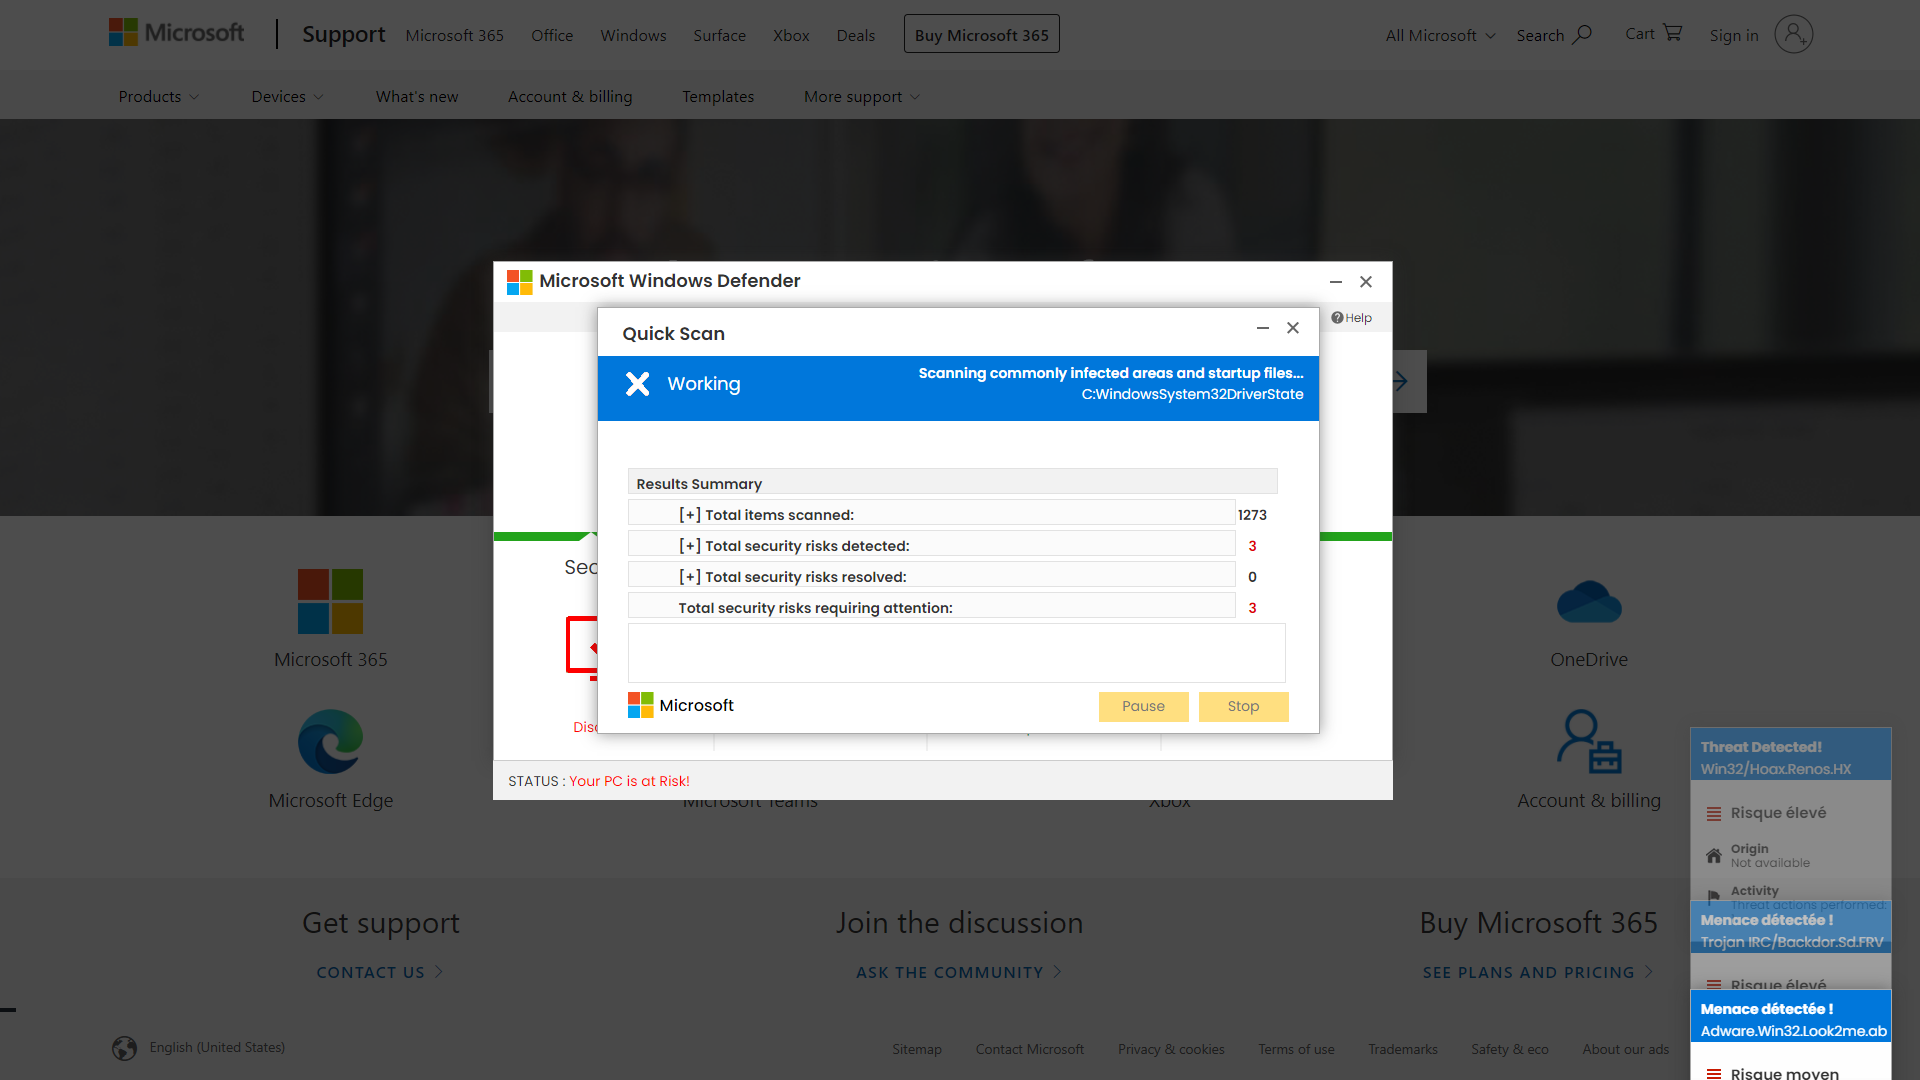 Microsoft
Support
Microsoft 365
Office
Windows
Surface
Xbox
Deals
Buy Microsoft 365
All Microsoft
Search
Cart
Sign in
Products
Devices
What's new
Account & billing
Templates
More support
Microsoft Windows Defender
Help
Quick Scan
Working
Scanning commonly infected areas and startup files...
C:WindowsSystem32DriverState
Results Summary
[+] Total items scanned: 1273
[+] Total security risks detected: 3
[+] Total security risks resolved: 0
Total security risks requiring attention: 3
Microsoft
Pause
Stop
Sec
Disc
STATUS : Your PC is at Risk!
Microsoft 365
OneDrive
Microsoft Edge
Microsoft Teams
Xbox
Account & billing
Threat Detected!
Win32/Hoax.Renos.HX
Risque élevé
Origin
Not available
Activity
Threat actions performed:
Menace détectée !
Trojan IRC/Backdor.Sd.FRV
Risque élevé
Menace détectée !
Adware.Win32.Look2me.ab
Risque moyen
Get support
CONTACT US
Join the discussion
ASK THE COMMUNITY
Buy Microsoft 365
SEE PLANS AND PRICING
English (United States)
Sitemap
Contact Microsoft
Privacy & cookies
Terms of use
Trademarks
Safety & eco
About our ads